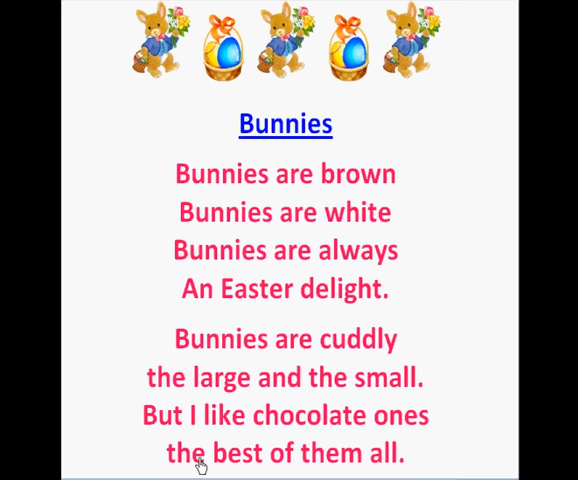 Bunnies
Bunnies are brown
Bunnies are white
Bunnies are always
An Easter delight.
Bunnies are cuddly
the large and the small.
But I like chocolate ones
the best of them all.